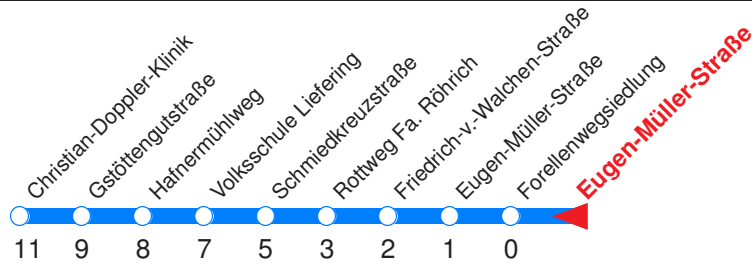 Christian-Doppler-Klinik
Gstöttengutstraße
Hafnermühlweg
Volksschule Liefering
Schmiedkreuzstraße
Rottweg Fa. Röhrich
Friedrich-v.-Walchen-Straße
Eugen-Müller-Straße
Forellenwegsiedlung
Eugen-Müller-Straße
11 9 8 7 5 3 2 1 0